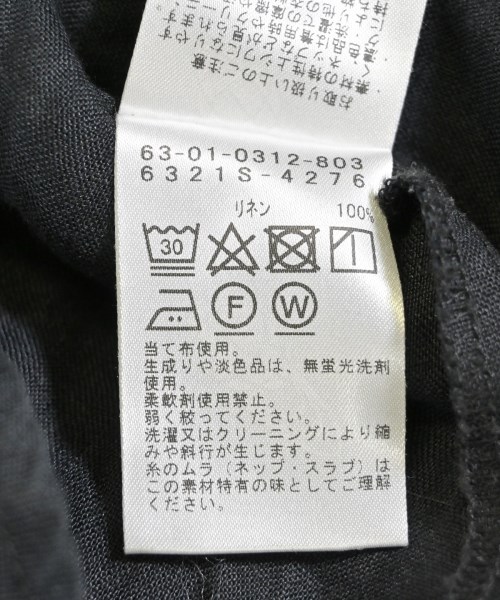 お取り扱い上のご注意
63-01-0312-803
6321S-4276
リネン 100%
30
F W
当て布使用。
生成りや淡色品は、無蛍光洗剤
使用。
柔軟剤使用禁止。
弱く絞ってください。
洗濯又はクリーニングにより縮
みや斜行が生じます。
糸のムラ（ネップ・スラブ）は
この素材特有の味としてご理解
ください。